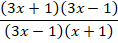 (3x + 1)(3x − 1)
(3x − 1)(x + 1)